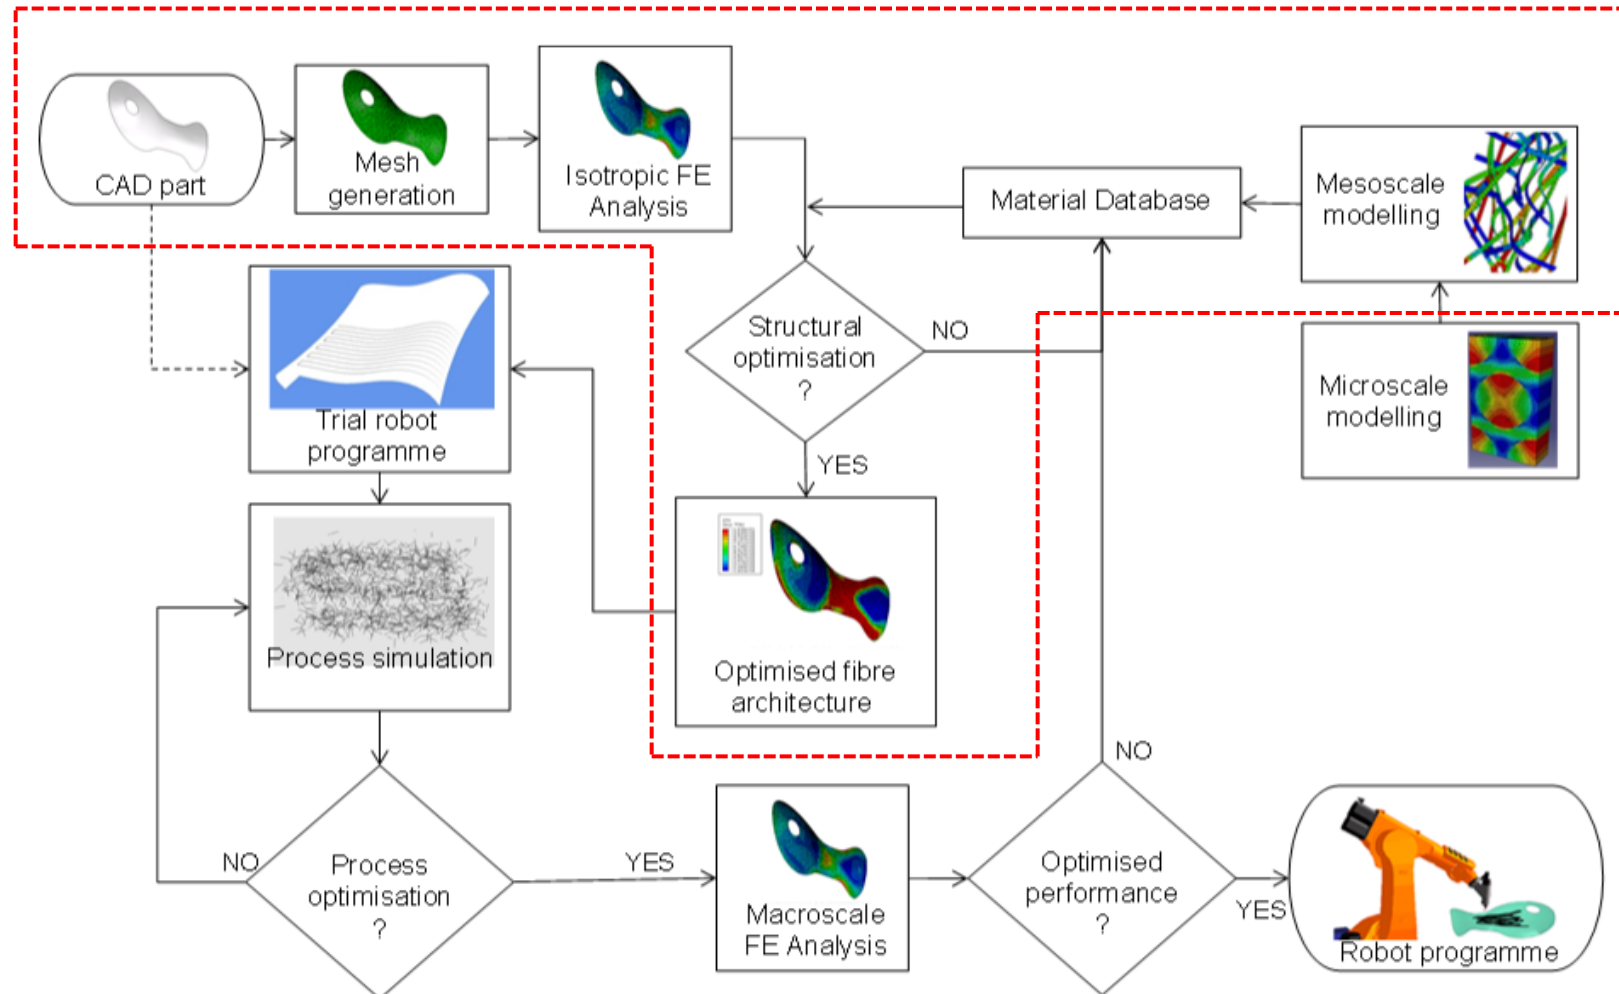 CAD part
Mesh
generation
Isotropic FE
Analysis
Material Database
Mesoscale
modelling
Structural
optimisation
?
NO
YES
Microscale
modelling
Trial robot
programme
Process simulation
Optimised fibre
architecture
Process
optimisation
?
NO
YES
Macroscale
FE Analysis
Optimised
performance
?
NO
YES
Robot programme